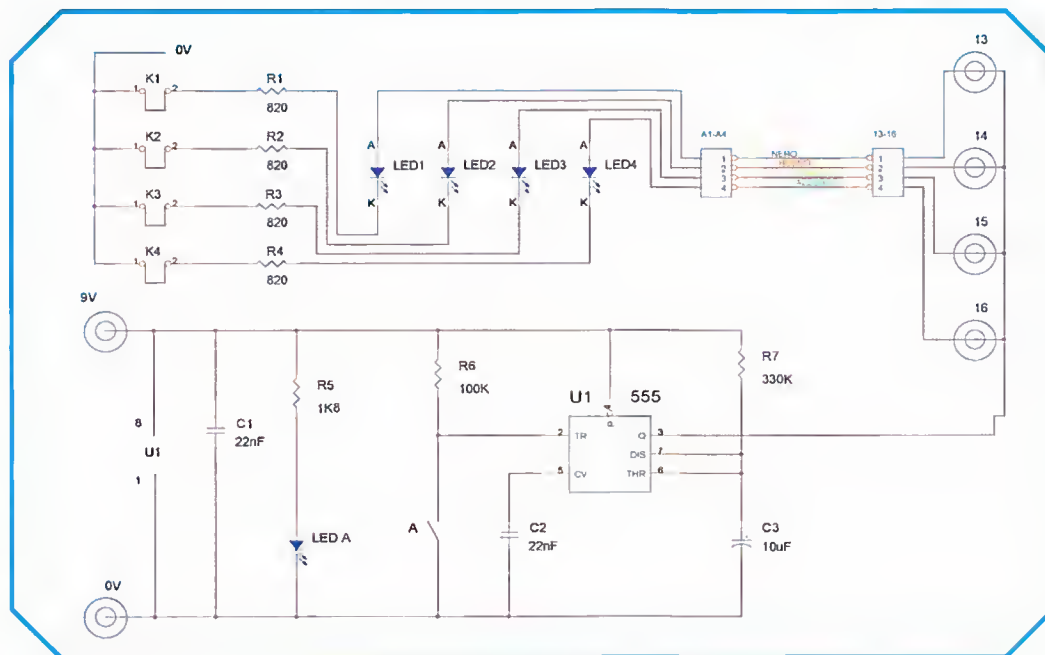 0V
13
K1
1 2
R1
820
K2
1 2
R2
820
K3
1 2
R3
820
K4
1 2
R4
820
A
LED1
K
A
LED2
K
A
LED3
K
A
LED4
K
A1-A4
1
2
3
4
NERO
13-16
1
2
3
4
14
15
16
9V
8
U1
1
C1
22nF
R5
1K8
LED A
R6
100K
A
U1 555
4
2 TR
Q 3
DIS 7
5 CV
THR 6
C2
22nF
R7
330K
C3
10uF
0V